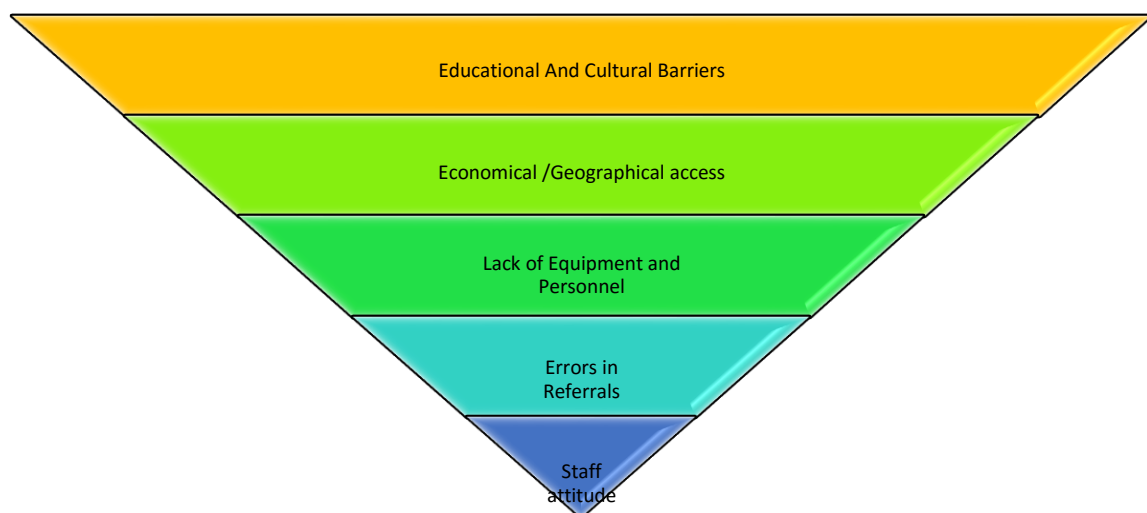 Educational And Cultural Barriers
Economical /Geographical access
Lack of Equipment and
Personnel
Errors in
Referrals
Staff
attitude